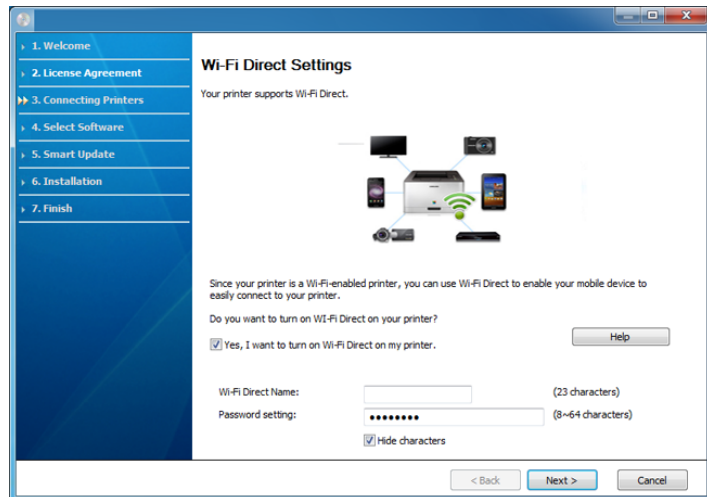 1. Welcome
2. License Agreement
3. Connecting Printers
4. Select Software
5. Smart Update
6. Installation
7. Finish
Wi-Fi Direct Settings
Your printer supports Wi-Fi Direct.
Since your printer is a Wi-Fi-enabled printer, you can use Wi-Fi Direct to enable your mobile device to
easily connect to your printer.
Do you want to turn on WI-Fi Direct on your printer?
Yes, I want to turn on Wi-Fi Direct on my printer.
Help
Wi-Fi Direct Name: (23 characters)
Password setting: ●●●●●●●● (8~64 characters)
Hide characters
< Back Next > Cancel